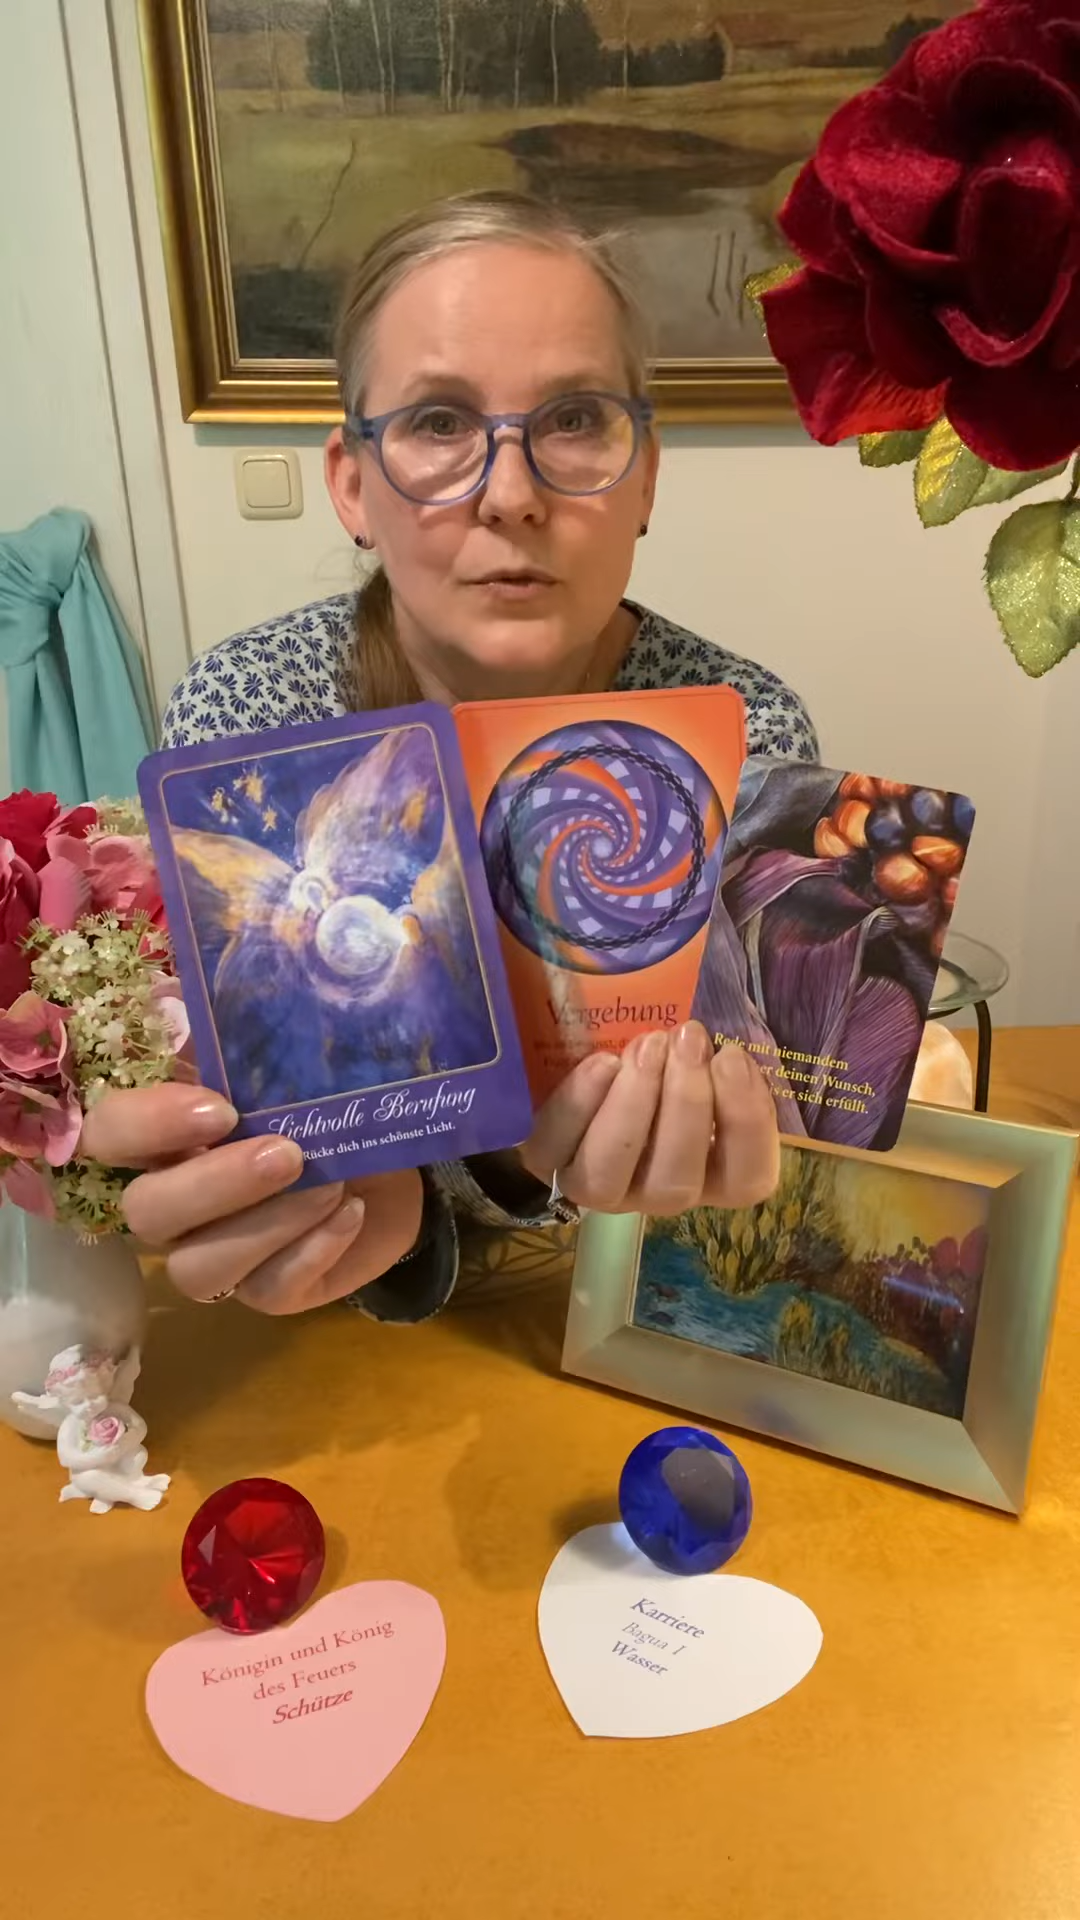 Lichtvolle Berufung
Rücke dich ins schönste Licht.
Vergebung
Rede mit niemandem
deinen Wunsch,
er sich erfüllt.
Königin und König
des Feuers
Schütze
Karriere
Bagua 1
Wasser